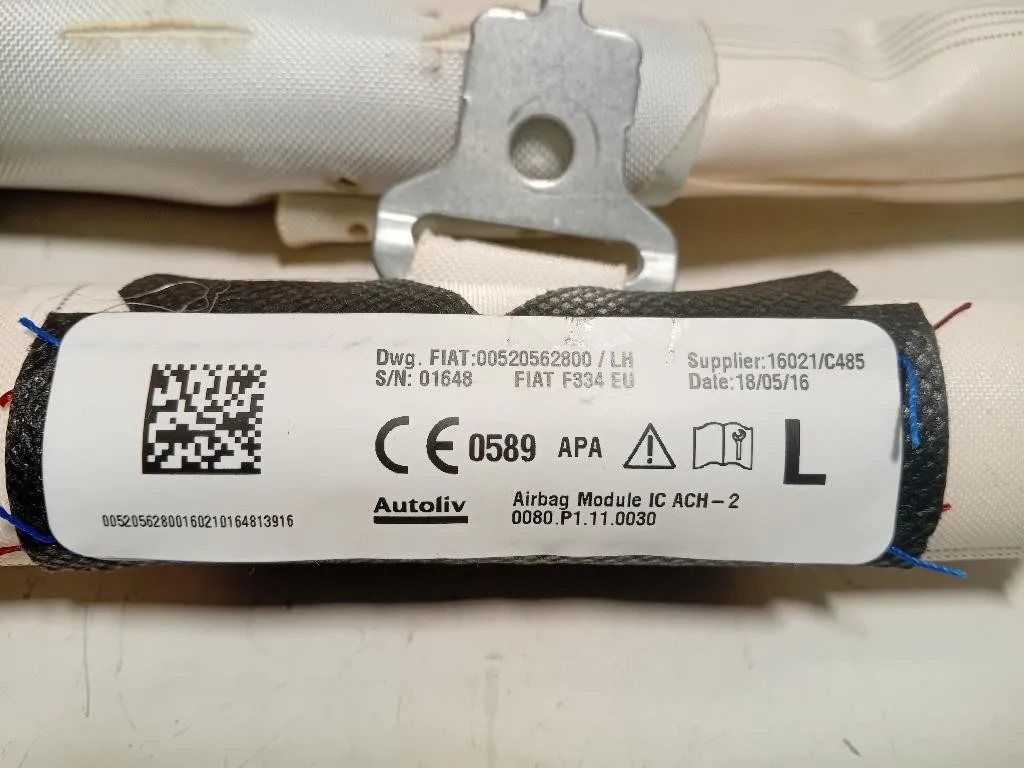 Dwg. FIAT:00520562800 / LH
Supplier:16021/C485
S/N: 01648 FIAT F334 EU
Date:18/05/16
CE 0589 APA
L
Autoliv
Airbag Module IC ACH-2
0080.P1.11.0030
00520562800160210164813916